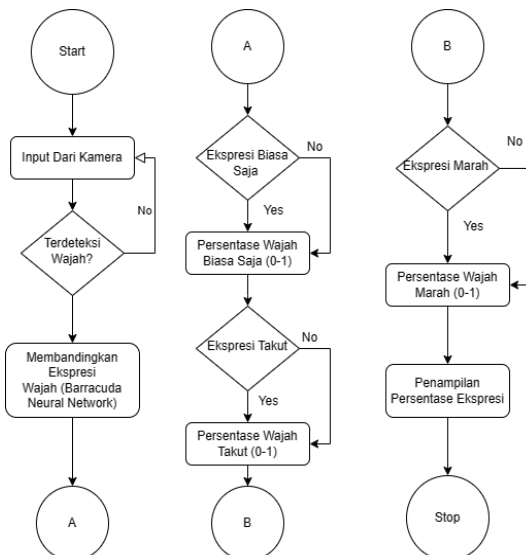 Start
Input Dari Kamera
No
Terdeteksi
Wajah?
Membandingkan
Ekspresi
Wajah (Barracuda
Neural Network)
A
A
Ekspresi Biasa
Saja
No
Yes
Persentase Wajah
Biasa Saja (0-1)
Ekspresi Takut
No
Yes
Persentase Wajah
Takut (0-1)
B
B
Ekspresi Marah
No
Yes
Persentase Wajah
Marah (0-1)
Penampilan
Persentase Ekspresi
Stop